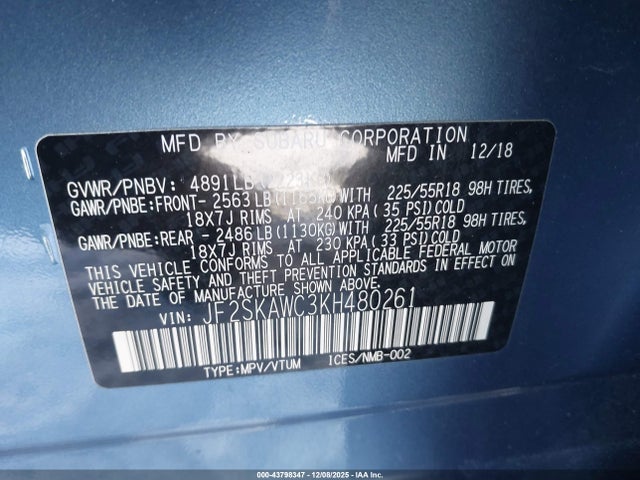 MFD BY SUBARU CORPORATION
MFD IN 12/18
GVWR/PNBV: 4891LB
GAWR/PNBE:FRONT- 2563LB(1165KG)WITH 225/55R18 98H TIRES,
18X7J RIMS AT 240 KPA(35 PSI)COLD
GAWR/PNBE:REAR - 2486LB(1130KG)WITH 225/55R18 98H TIRES,
18X7J RIMS AT 230 KPA(33 PSI)COLD
THIS VEHICLE CONFORMS TO ALL APPLICABLE FEDERAL MOTOR
VEHICLE SAFETY AND THEFT PREVENTION STANDARDS IN EFFECT ON
THE DATE OF MANUFACTURE SHOWN ABOVE.
VIN: JF2SKAWC3KH480261
TYPE:MPV/VTUM ICES/NMB-002
000-43798347 - 12/08/2025 - IAA Inc.